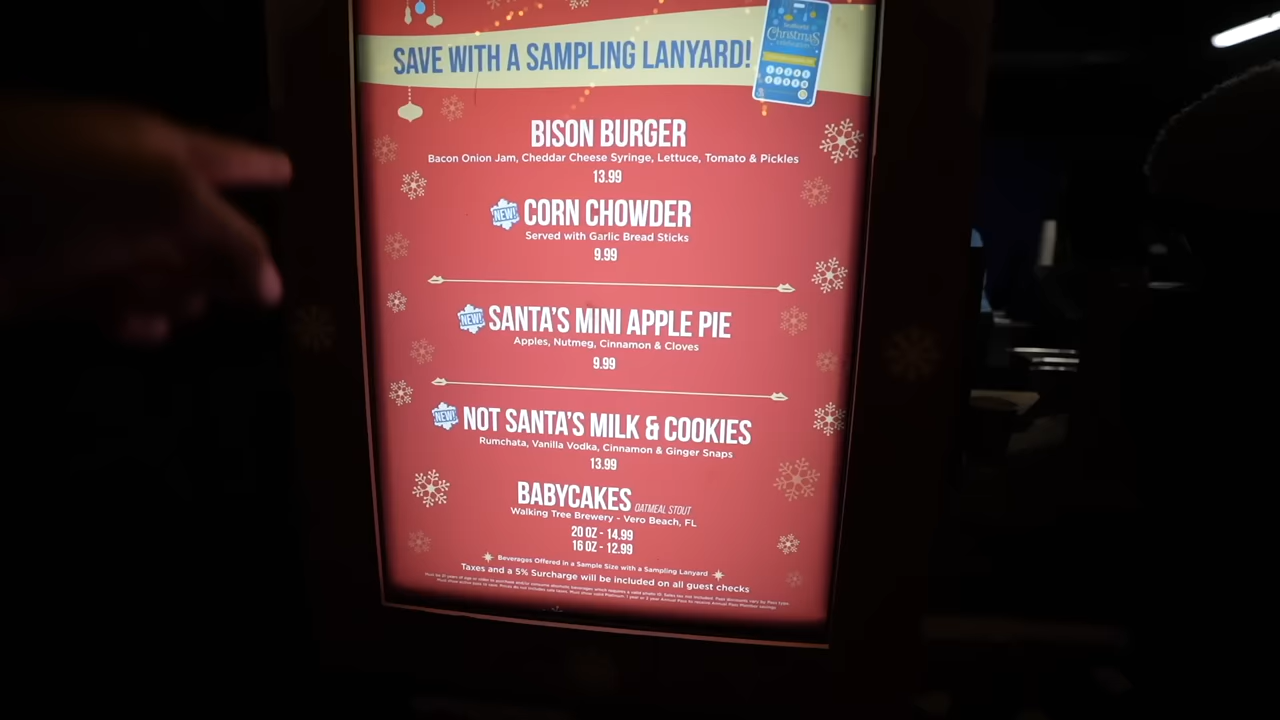 SeaWorld
Christmas
celebration
SAVE WITH A SAMPLING LANYARD!
BISON BURGER
Bacon Onion Jam, Cheddar Cheese Syringe, Lettuce, Tomato & Pickles
13.99
NEW!
CORN CHOWDER
Served with Garlic Bread Sticks
9.99
NEW!
SANTA'S MINI APPLE PIE
Apples, Nutmeg, Cinnamon & Cloves
9.99
NEW!
NOT SANTA'S MILK & COOKIES
Rumchata, Vanilla Vodka, Cinnamon & Ginger Snaps
13.99
BABYCAKES OATMEAL STOUT
Walking Tree Brewery - Vero Beach, FL
20 OZ - 14.99
16 OZ - 12.99
Beverages Offered in a Sample Size with a Sampling Lanyard
Taxes and a 5% Surcharge will be included on all guest checks